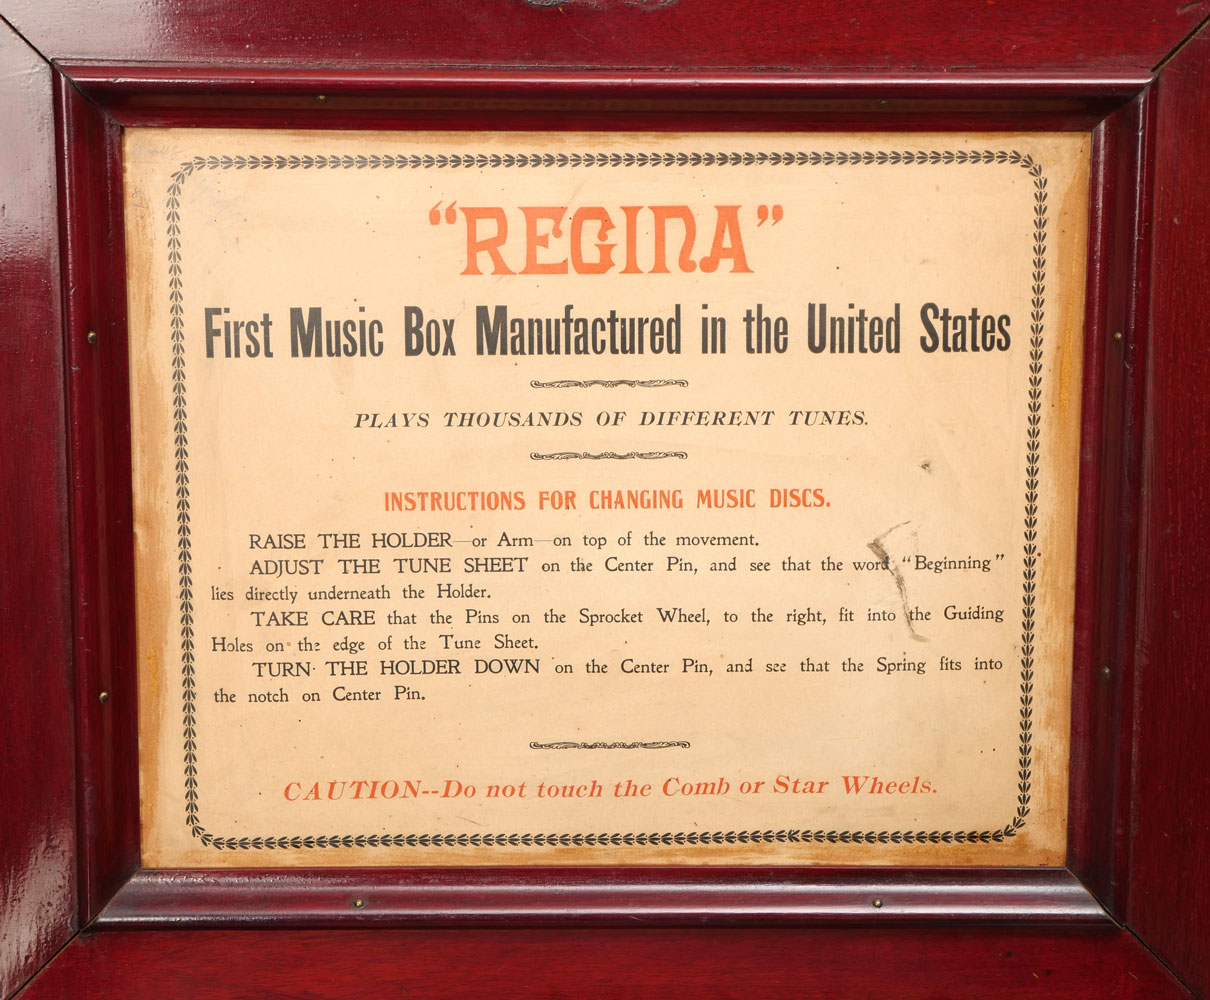 “REGINA”
First Music Box Manufactured in the United States
PLAYS THOUSANDS OF DIFFERENT TUNES.
INSTRUCTIONS FOR CHANGING MUSIC DISCS.
RAISE THE HOLDER—or Arm—on top of the movement.
ADJUST THE TUNE SHEET on the Center Pin, and see that the word “Beginning”
lies directly underneath the Holder.
TAKE CARE that the Pins on the Sprocket Wheel, to the right, fit into the Guiding
Holes on the edge of the Tune Sheet.
TURN THE HOLDER DOWN on the Center Pin, and see that the Spring fits into
the notch on Center Pin.
CAUTION--Do not touch the Comb or Star Wheels.